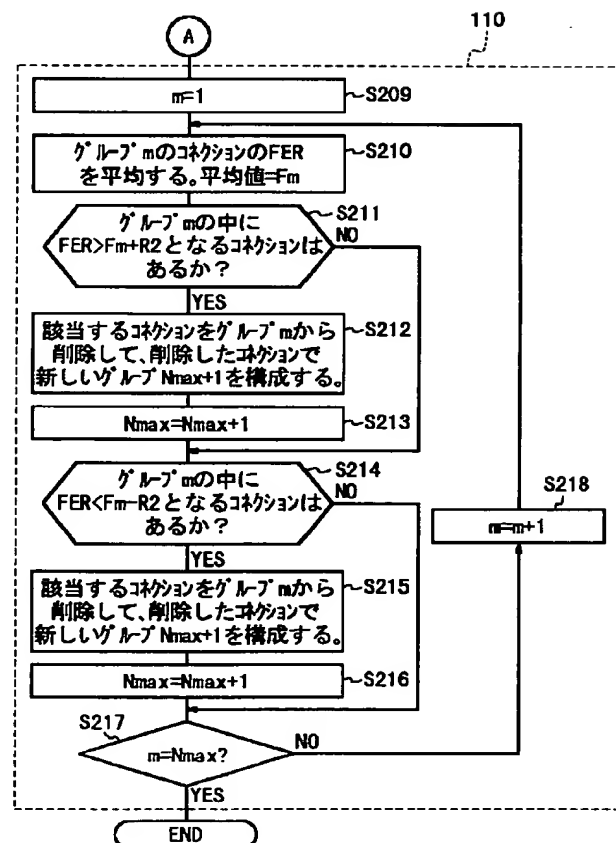 A
110
m=1
S209
グループmのコネクションのFER
を平均する。平均値=Fm
S210
グループmの中に
FER>Fm+R2となるコネクションは
あるか?
S211
NO
YES
該当するコネクションをグループmから
削除して、削除したコネクションで
新しいグループNmax+1を構成する。
S212
Nmax=Nmax+1
S213
グループmの中に
FER<Fm-R2となるコネクションは
あるか?
S214
NO
YES
S218
m=m+1
該当するコネクションをグループmから
削除して、削除したコネクションで
新しいグループNmax+1を構成する。
S215
Nmax=Nmax+1
S216
S217
m=Nmax?
NO
YES
END